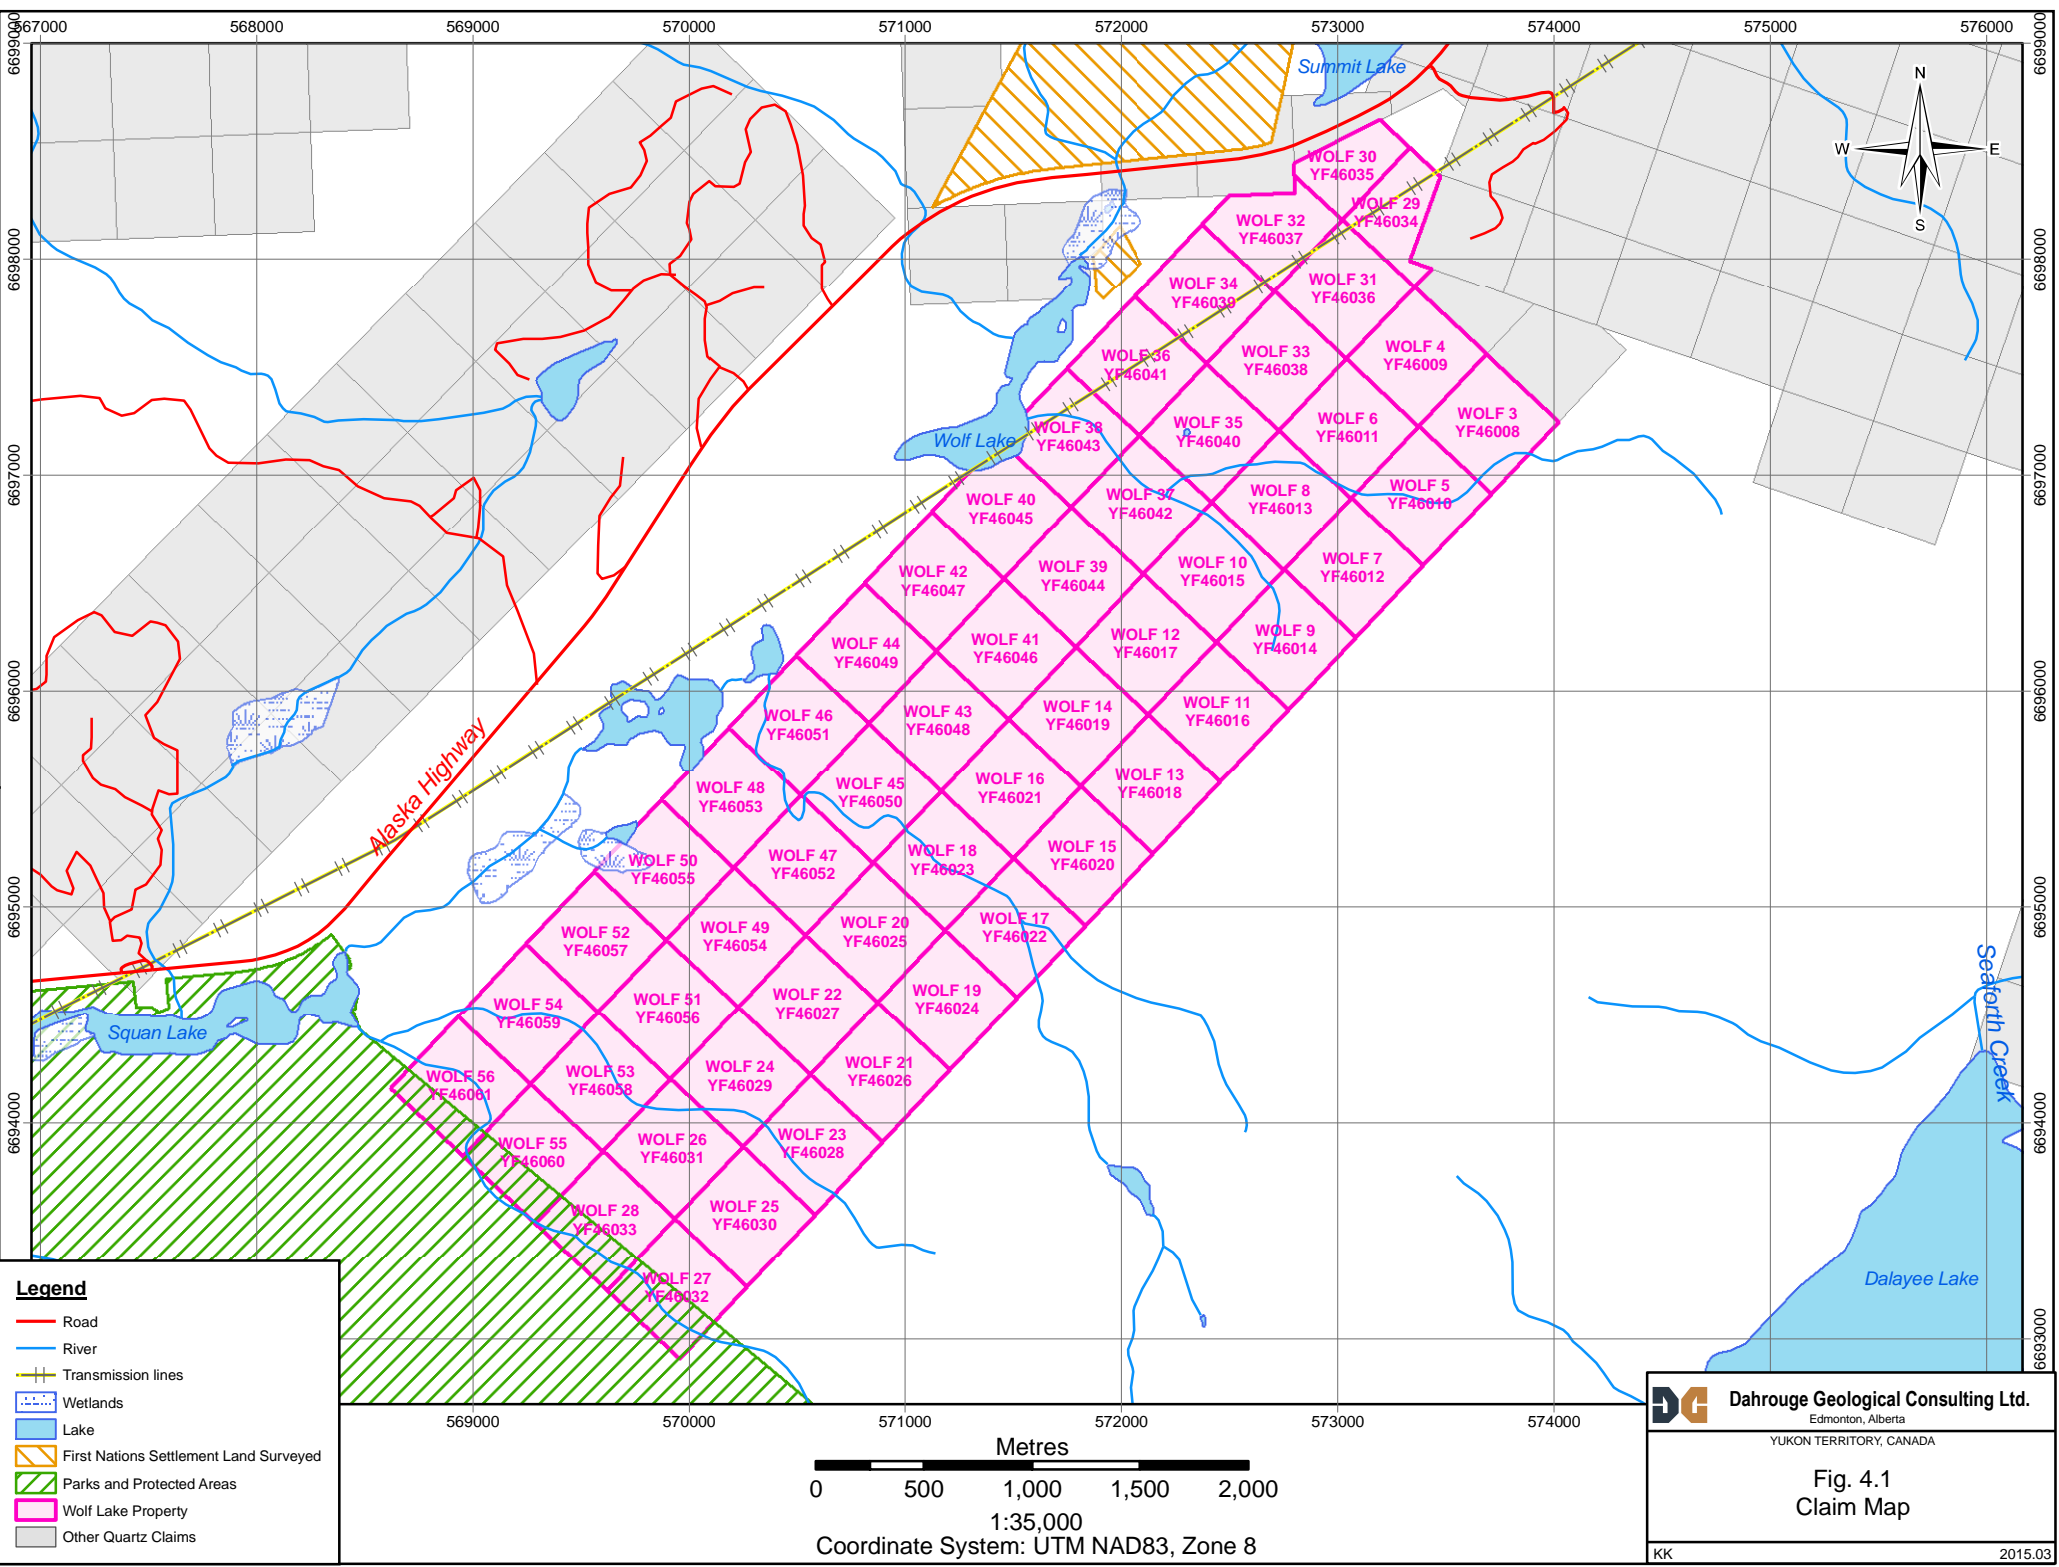 567000
568000
569000
570000
571000
572000
573000
574000
575000
576000
6699000
6699000
Summit Lake
N
W
E
S
WOLF 30
YF46035
WOLF 29
YF46034
WOLF 32
YF46037
6698000
6698000
WOLF 34
YF46039
WOLF 31
YF46036
WOLF 36
YF46041
WOLF 33
YF46038
WOLF 4
YF46009
Wolf Lake
WOLF 38
YF46043
WOLF 35
YF46040
WOLF 6
YF46011
WOLF 3
YF46008
6697000
6697000
WOLF 40
YF46045
WOLF 37
YF46042
WOLF 8
YF46013
WOLF 5
YF46010
WOLF 42
YF46047
WOLF 39
YF46044
WOLF 10
YF46015
WOLF 7
YF46012
WOLF 44
YF46049
WOLF 41
YF46046
WOLF 12
YF46017
WOLF 9
YF46014
6696000
6696000
WOLF 46
YF46051
WOLF 43
YF46048
WOLF 14
YF46019
WOLF 11
YF46016
Alaska Highway
WOLF 48
YF46053
WOLF 45
YF46050
WOLF 16
YF46021
WOLF 13
YF46018
WOLF 50
YF46055
WOLF 47
YF46052
WOLF 18
YF46023
WOLF 15
YF46020
6695000
6695000
WOLF 52
YF46057
WOLF 49
YF46054
WOLF 20
YF46025
WOLF 17
YF46022
Seaforth Creek
Squan Lake
WOLF 54
YF46059
WOLF 51
YF46056
WOLF 22
YF46027
WOLF 19
YF46024
WOLF 56
YF46061
WOLF 53
YF46058
WOLF 24
YF46029
WOLF 21
YF46026
6694000
6694000
WOLF 55
YF46060
WOLF 26
YF46031
WOLF 23
YF46028
WOLF 28
YF46033
WOLF 25
YF46030
WOLF 27
YF46032
Dalayee Lake
6693000
Legend
Road
River
Transmission lines
Wetlands
Lake
First Nations Settlement Land Surveyed
Parks and Protected Areas
Wolf Lake Property
Other Quartz Claims
569000
570000
571000
572000
573000
574000
Metres
0
500
1,000
1,500
2,000
1:35,000
Coordinate System: UTM NAD83, Zone 8
Dahrouge Geological Consulting Ltd.
Edmonton, Alberta
YUKON TERRITORY, CANADA
Fig. 4.1
Claim Map
KK
2015.03